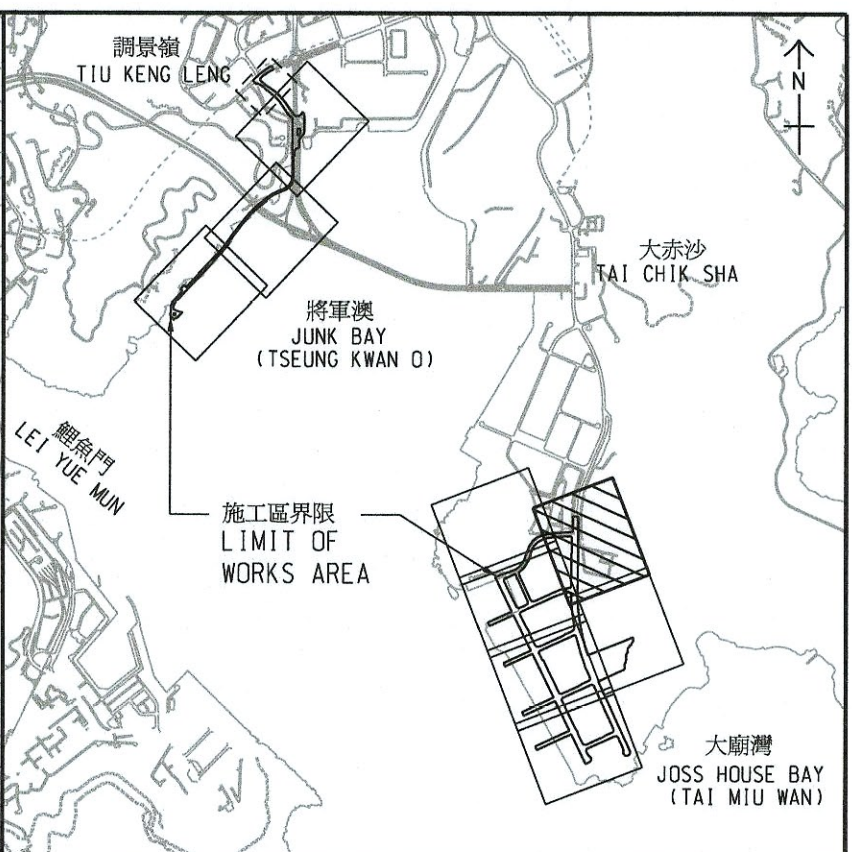 調景嶺
TIU KENG LENG
N
大赤沙
TAI CHIK SHA
將軍澳
JUNK BAY
(TSEUNG KWAN O)
鯉魚門
LEI YUE MUN
施工區界限
LIMIT OF
WORKS AREA
大廟灣
JOSS HOUSE BAY
(TAI MIU WAN)